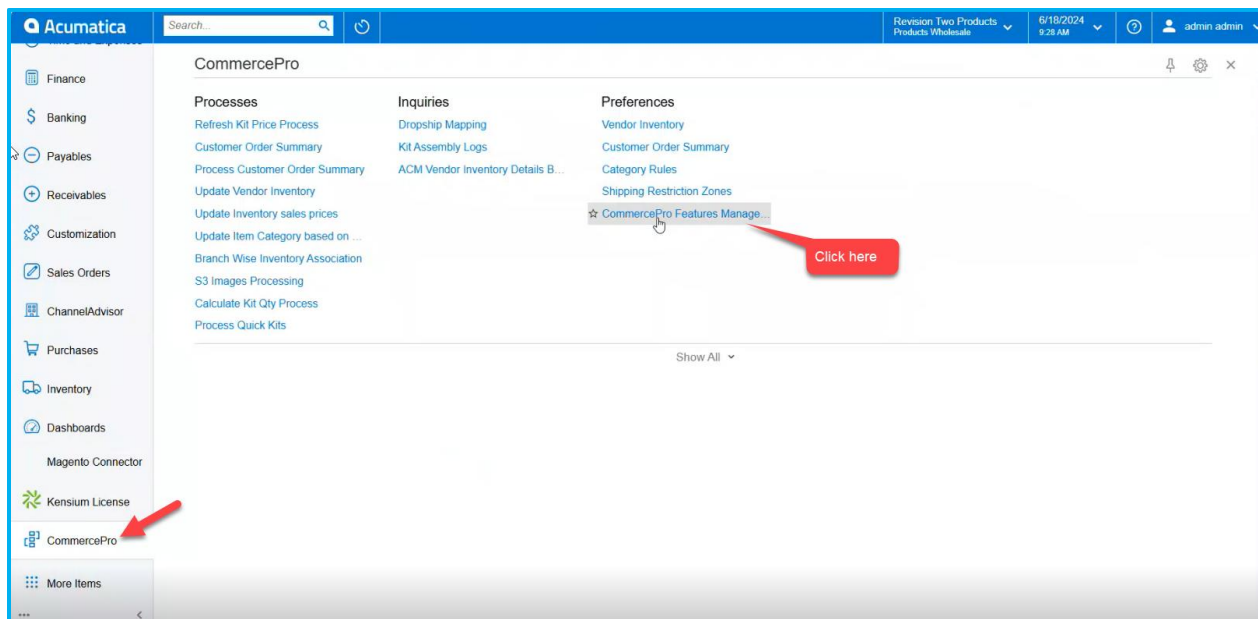 Acumatica
Search...
Revision Two Products
Products Wholesale
6/18/2024
9:28 AM
admin admin
Time and Expenses
Finance
Banking
Payables
Receivables
Customization
Sales Orders
ChannelAdvisor
Purchases
Inventory
Dashboards
Magento Connector
Kensium License
CommercePro
More Items
CommercePro
Processes
Refresh Kit Price Process
Customer Order Summary
Process Customer Order Summary
Update Vendor Inventory
Update Inventory sales prices
Update Item Category based on ...
Branch Wise Inventory Association
S3 Images Processing
Calculate Kit Qty Process
Process Quick Kits
Inquiries
Dropship Mapping
Kit Assembly Logs
ACM Vendor Inventory Details B...
Preferences
Vendor Inventory
Customer Order Summary
Category Rules
Shipping Restriction Zones
CommercePro Features Manage...
Click here
Show All